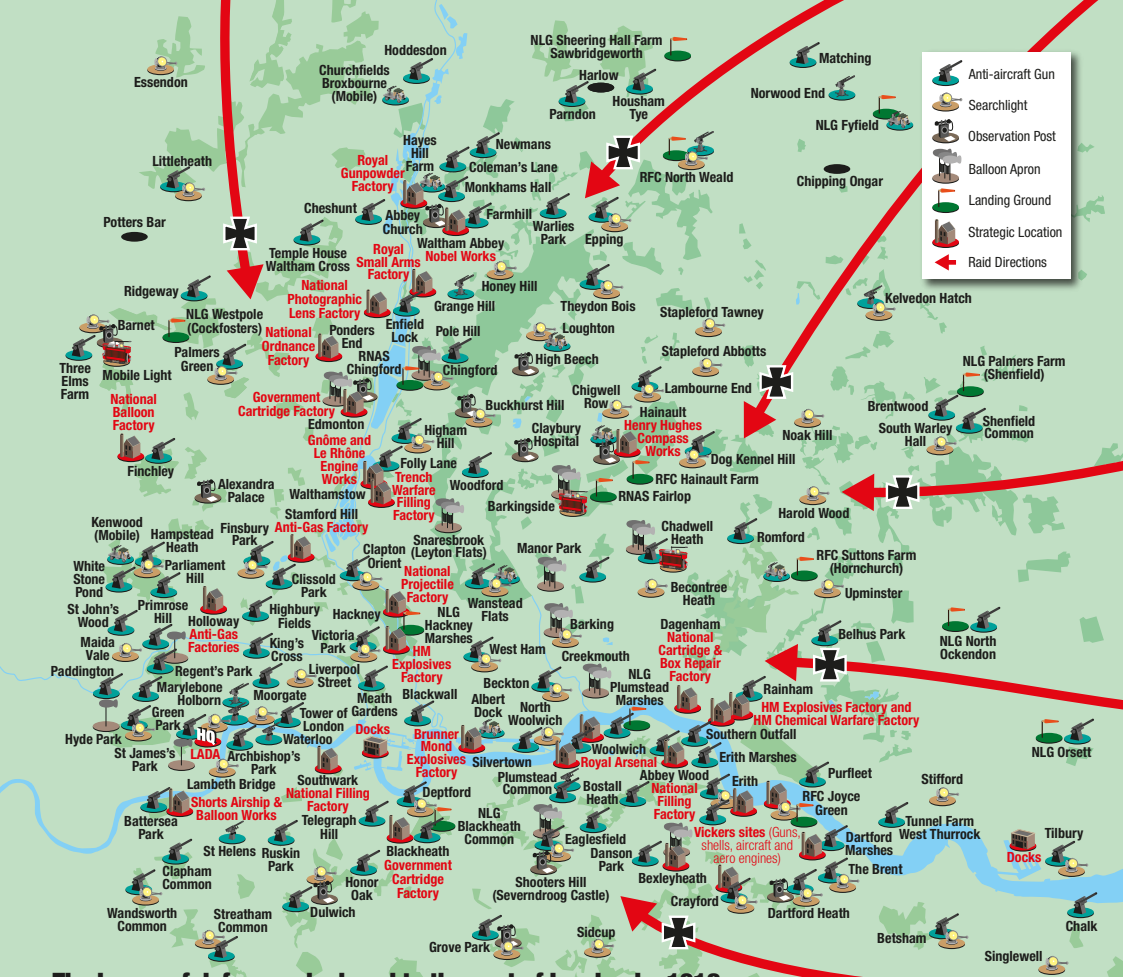 Essendon
Hoddesdon
Churchfields
Broxbourne
(Mobile)
NLG Sheering Hall Farm
Sawbridgeworth
Harlow
Parndon
Housham
Tye
Matching
Norwood End
NLG Fyfield
Anti-aircraft Gun
Searchlight
Observation Post
Balloon Apron
Landing Ground
Strategic Location
Raid Directions
Littleheath
Potters Bar
Hayes
Hill
Farm
Newmans
Coleman's Lane
Monkhams Hall
Royal
Gunpowder
Factory
Cheshunt
Abbey
Church
Farmhill
Waltham Abbey
Nobel Works
Warlies
Park
Epping
RFC North Weald
Chipping Ongar
Temple House
Waltham Cross
Royal
Small Arms
Factory
Honey Hill
Grange Hill
Theydon Bois
Kelvedon Hatch
Ridgeway
NLG Westpole
(Cockfosters)
National
Photographic
Lens Factory
Enfield
Lock
Stapleford Tawney
Barnet
Mobile Light
Three
Elms
Farm
Palmers
Green
National
Ordnance
Factory
Ponders
End
RNAS
Chingford
Pole Hill
Chingford
Loughton
High Beech
Stapleford Abbotts
Lambourne End
NLG Palmers Farm
(Shenfield)
National
Balloon
Factory
Finchley
Government
Cartridge Factory
Edmonton
Buckhurst Hill
Chigwell
Row
Hainault
Henry Hughes
Compass
Works
Noak Hill
Brentwood
South Warley
Hall
Shenfield
Common
Gnôme and
Le Rhône
Engine
Works
Higham
Hill
Claybury
Hospital
Dog Kennel Hill
Folly Lane
Trench
Warfare
Filling
Factory
Woodford
RFC Hainault Farm
RNAS Fairlop
Barkingside
Harold Wood
Alexandra
Palace
Walthamstow
Stamford Hill
Anti-Gas Factory
Snaresbrook
(Leyton Flats)
Chadwell
Heath
Romford
Kenwood
(Mobile)
Hampstead
Heath
Finsbury
Park
Clapton
Orient
Manor Park
RFC Suttons Farm
(Hornchurch)
White
Stone
Pond
Parliament
Hill
Clissold
Park
National
Projectile
Factory
Wanstead
Flats
Becontree
Heath
Upminster
St John's
Wood
Primrose
Hill
Holloway
Anti-Gas
Factories
Highbury
Fields
Hackney
NLG
Hackney
Marshes
Barking
Dagenham
National
Cartridge &
Box Repair
Factory
Belhus Park
NLG North
Ockendon
Maida
Vale
King's
Cross
Victoria
Park
HM
Explosives
Factory
West Ham
Creekmouth
Paddington
Regent's Park
Liverpool
Street
Beckton
NLG
Plumstead
Marshes
Rainham
Marylebone
Holborn
Moorgate
Meath
Gardens
Blackwall
Albert
Dock
North
Woolwich
HM Explosives Factory and
HM Chemical Warfare Factory
Hyde Park
Green
Park
Tower of
London
Docks
Southern Outfall
NLG Orsett
HQ
LADA
Waterloo
Brunner
Mond
Explosives
Factory
Silvertown
Woolwich
Royal Arsenal
Erith Marshes
St James's
Park
Archbishop's
Park
Lambeth Bridge
Southwark
National Filling
Factory
Plumstead
Common
Bostall
Heath
Abbey Wood
National
Filling
Factory
Erith
Purfleet
Stifford
Battersea
Park
Shorts Airship &
Balloon Works
Telegraph
Hill
Deptford
NLG
Blackheath
Common
RFC Joyce
Green
Tunnel Farm
West Thurrock
St Helens
Ruskin
Park
Blackheath
Government
Cartridge
Factory
Eaglesfield
Danson
Park
Vickers sites (Guns,
shells, aircraft and
aero engines)
Dartford
Marshes
Docks
Tilbury
Clapham
Common
Honor
Oak
Shooters Hill
(Severndroog Castle)
Bexleyheath
The Brent
Wandsworth
Common
Dulwich
Crayford
Dartford Heath
Chalk
Streatham
Common
Grove Park
Sidcup
Betsham
Singlewell